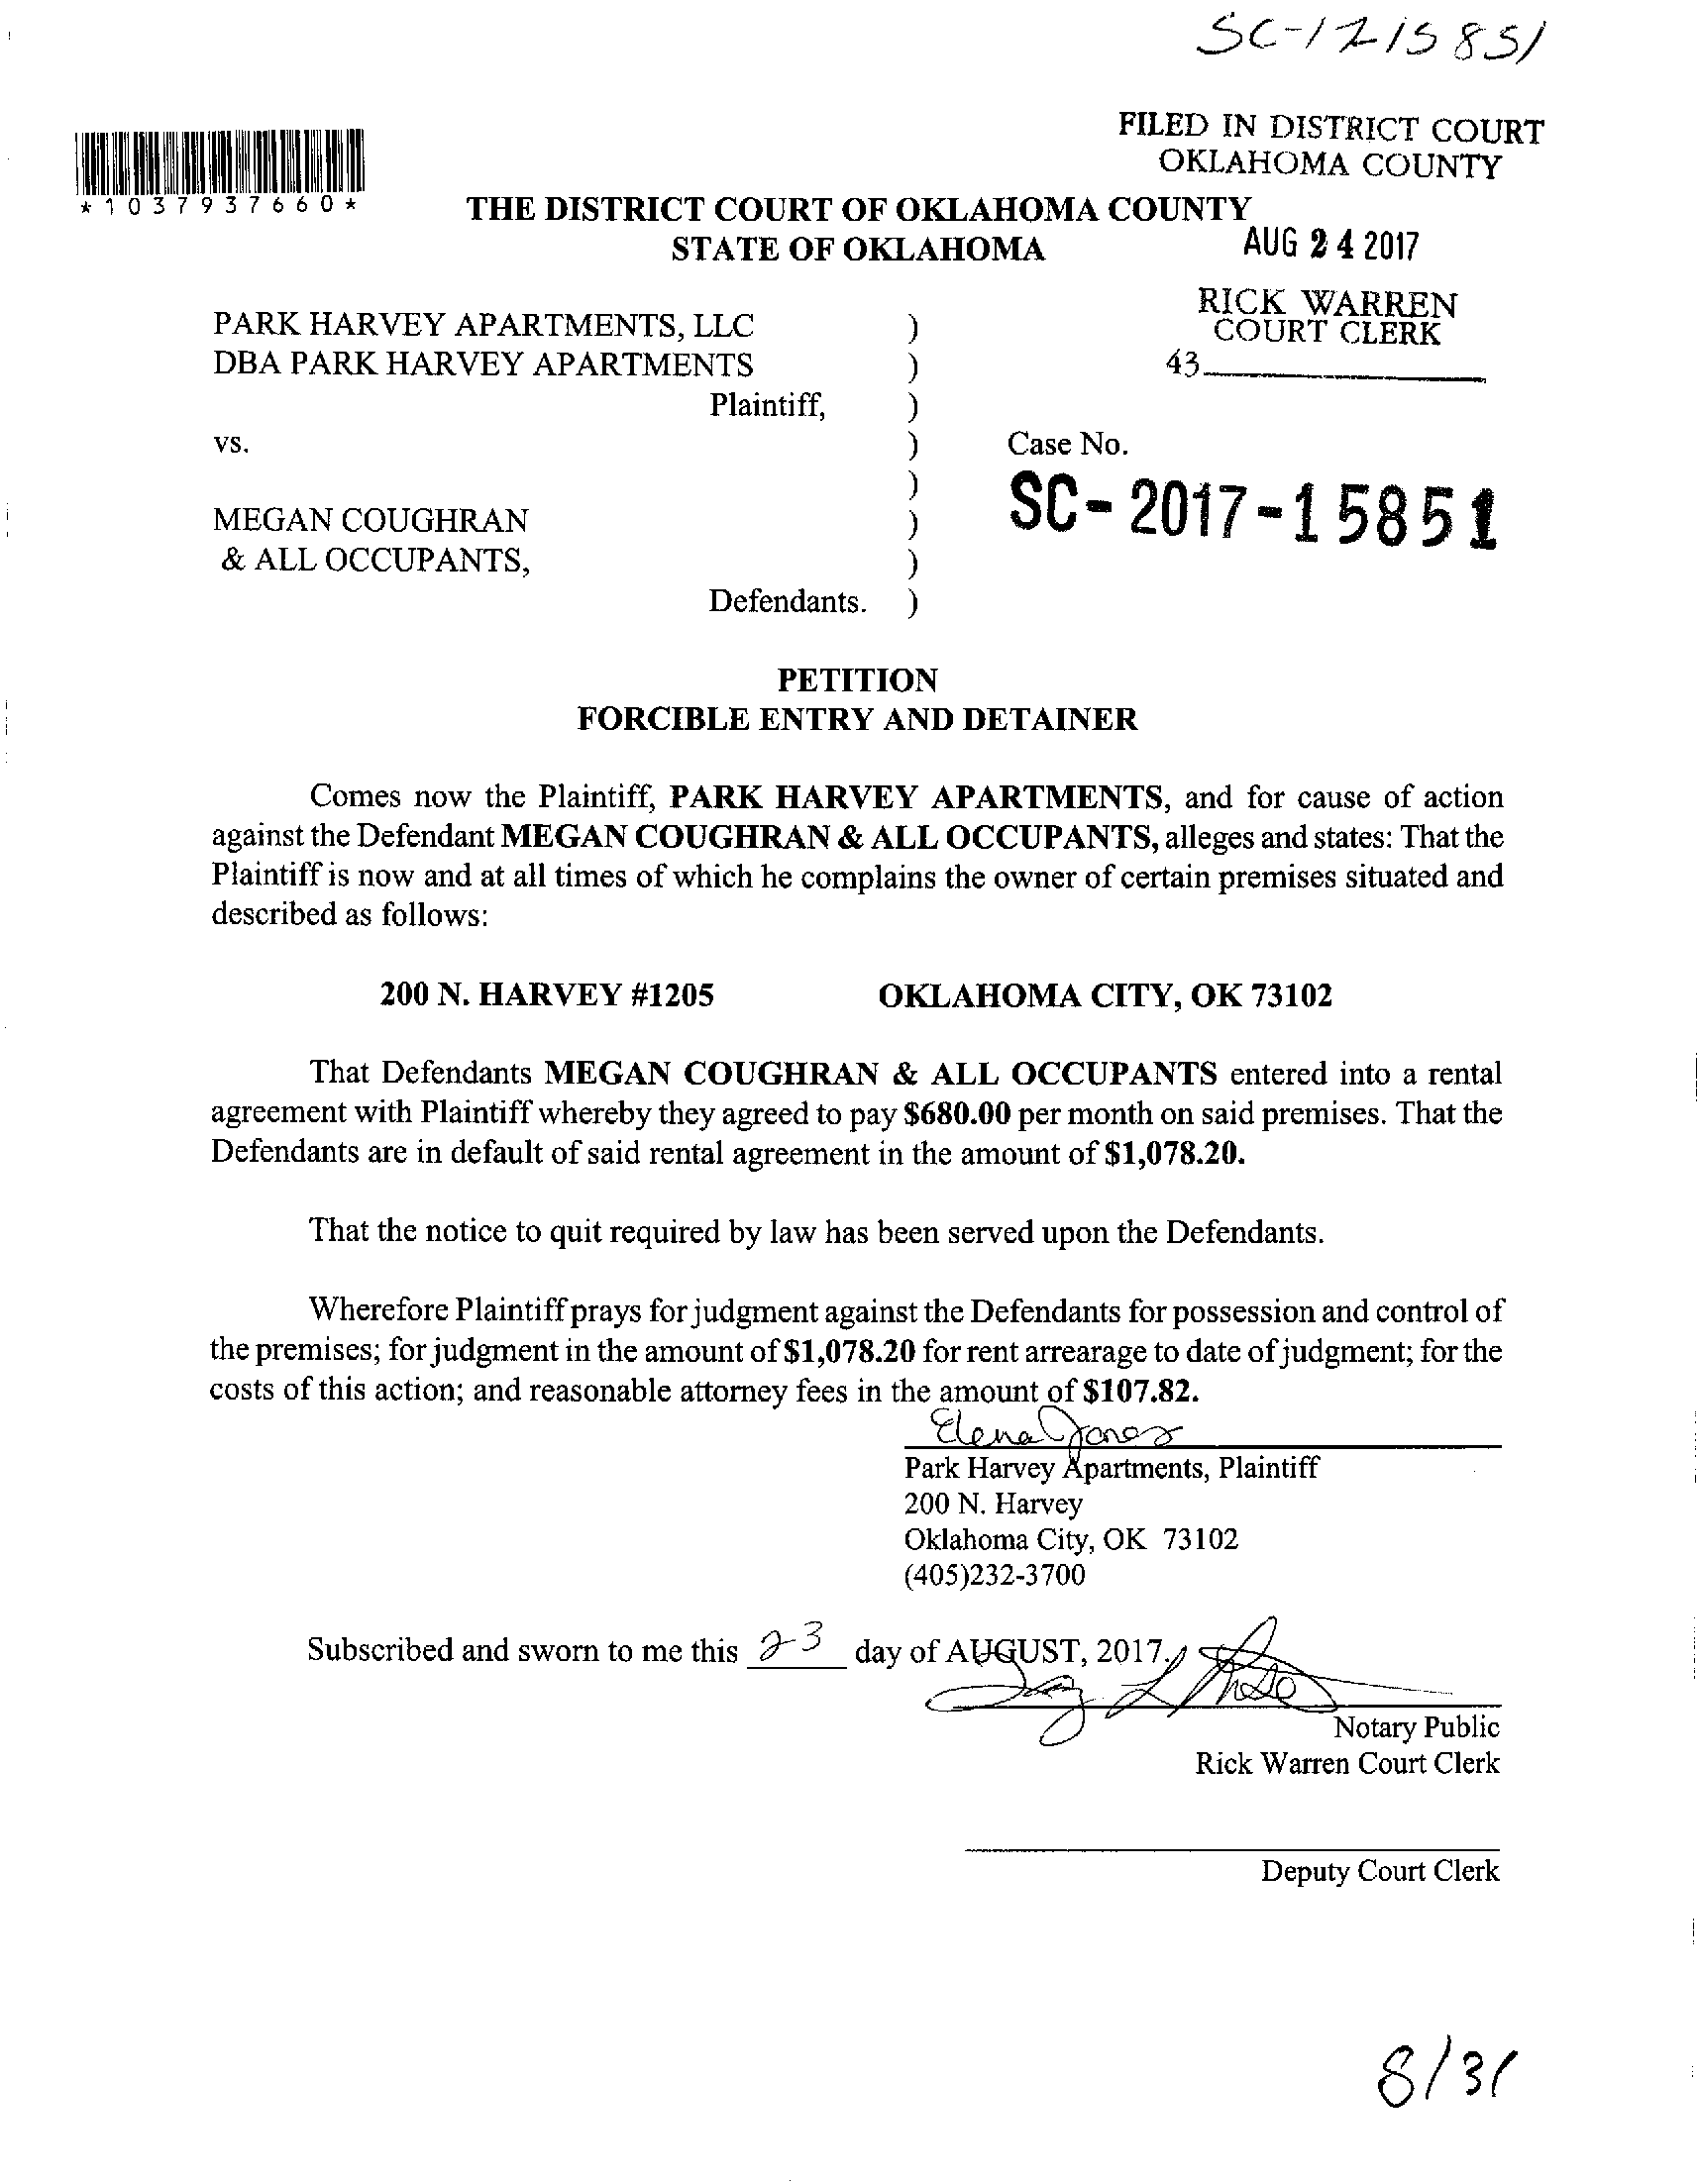 SC-1715851
FILED IN DISTRICT COURT
OKLAHOMA COUNTY
*1037937660*
THE DISTRICT COURT OF OKLAHOMA COUNTY
STATE OF OKLAHOMA
AUG 24 2017
RICK WARREN
COURT CLERK
43
PARK HARVEY APARTMENTS, LLC )
DBA PARK HARVEY APARTMENTS )
Plaintiff, )
vs. ) Case No.
) SC-2017-15851
MEGAN COUGHRAN )
& ALL OCCUPANTS, )
Defendants. )
PETITION
FORCIBLE ENTRY AND DETAINER
Comes now the Plaintiff, PARK HARVEY APARTMENTS, and for cause of action
against the Defendant MEGAN COUGHRAN & ALL OCCUPANTS, alleges and states: That the
Plaintiff is now and at all times of which he complains the owner of certain premises situated and
described as follows:
200 N. HARVEY #1205 OKLAHOMA CITY, OK 73102
That Defendants MEGAN COUGHRAN & ALL OCCUPANTS entered into a rental
agreement with Plaintiff whereby they agreed to pay $680.00 per month on said premises. That the
Defendants are in default of said rental agreement in the amount of $1,078.20.
That the notice to quit required by law has been served upon the Defendants.
Wherefore Plaintiff prays for judgment against the Defendants for possession and control of
the premises; for judgment in the amount of $1,078.20 for rent arrearage to date of judgment; for the
costs of this action; and reasonable attorney fees in the amount of $107.82.
Elena Jones
Park Harvey Apartments, Plaintiff
200 N. Harvey
Oklahoma City, OK 73102
(405)232-3700
Subscribed and sworn to me this 23 day of AUGUST, 2017.
Notary Public
Rick Warren Court Clerk
Deputy Court Clerk
8/31